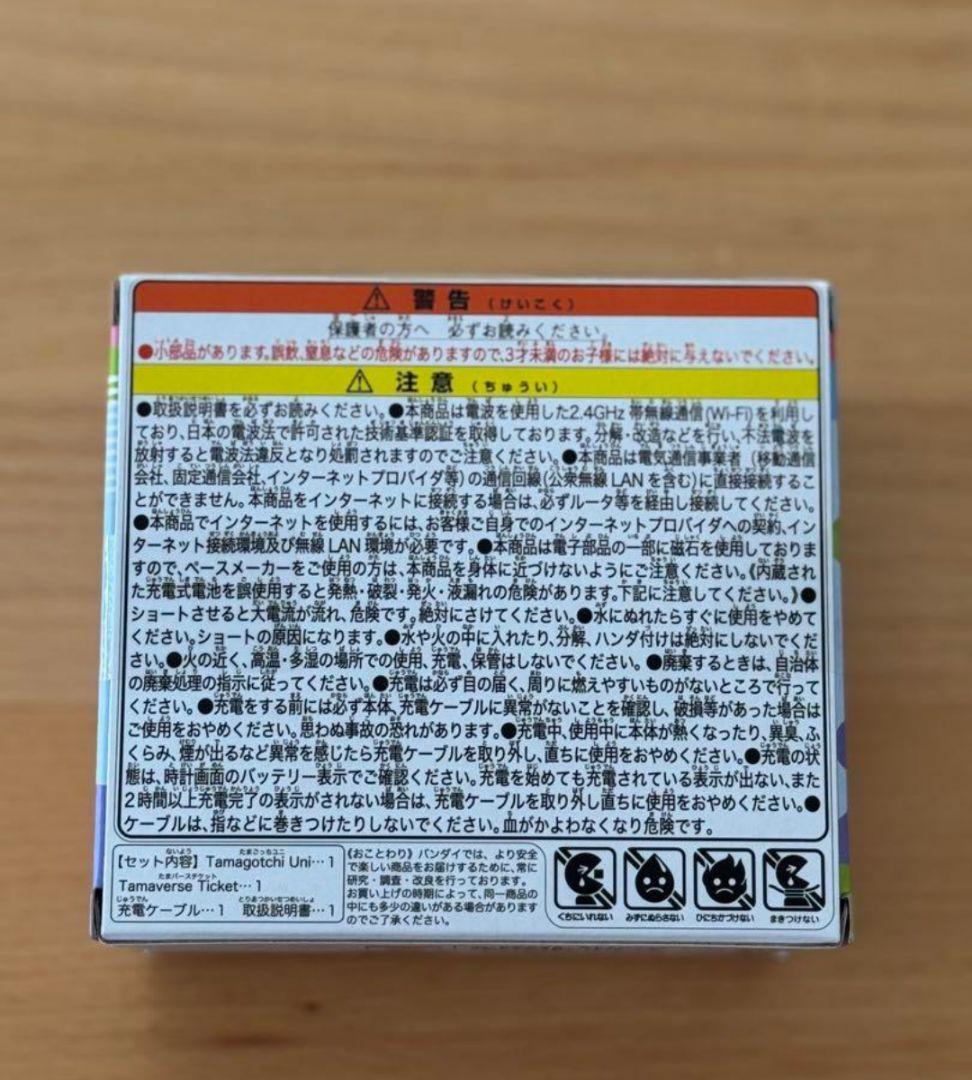 ⚠ 警告 (けいこく)
保護者の方へ 必ずお読みください。
●小部品があります。誤飲、窒息などの危険がありますので、3才未満のお子様には絶対に与えないでください。
⚠ 注意 (ちゅうい)
●取扱説明書を必ずお読みください。●本商品は電波を使用した2.4GHz 帯無線通信(Wi-Fi)を利用し
ており、日本の電波法で許可された技術基準認証を取得しております。分解・改造などを行い、不法電波を
放射すると電波法違反となり処罰されますのでご注意ください。●本商品は電気通信事業者 (移動通信
会社、固定通信会社、インターネットプロバイダ等)の通信回線(公衆無線 LAN を含む)に直接接続するこ
とができません。本商品をインターネットに接続する場合は、必ずルータ等を経由し接続してください。
●本商品でインターネットを使用するには、お客様ご自身でのインターネットプロバイダへの契約、イン
ターネット接続環境及び無線 LAN 環境が必要です。●本商品は電子部品の一部に磁石を使用しておりま
すので、ペースメーカーをご使用の方は、本商品を身体に近づけないようにご注意ください。《内蔵され
た充電式電池を誤使用すると発熱・破裂・発火・液漏れの危険があります。下記に注意してください。》●
ショートさせると大電流が流れ、危険です。絶対にさけてください。●水にぬれたらすぐに使用をやめて
ください。ショートの原因になります。●水や火の中に入れたり、分解、ハンダ付けは絶対にしないでくだ
さい。●火の近く、高温・多湿の場所での使用、充電、保管はしないでください。●廃棄するときは、自治体
の廃棄処理の指示に従ってください。●充電は必ず目の届く、周りに燃えやすいものがないところで行って
ください。●充電をする前には必ず本体、充電ケーブルに異常がないことを確認し、破損等があった場合は
ご使用をおやめください。思わぬ事故の恐れがあります。●充電中、使用中に本体が熱くなったり、異臭、ふ
くらみ、煙が出るなど異常を感じたら充電ケーブルを取り外し、直ちに使用をおやめください。●充電の状
態は、時計画面のバッテリー表示でご確認ください。充電を始めても充電されている表示が出ない、また
2時間以上充電完了の表示がされない場合は、充電ケーブルを取り外し直ちに使用をおやめください。●
ケーブルは、指などに巻きつけたりしないでください。血がかよわなくなり危険です。
【セット内容】 Tamagotchi Uni…1
Tamaverse Ticket…1
充電ケーブル…1 取扱説明書…1
《おことわり》バンダイでは、より安全
で楽しい商品をお届けするために、常に
研究・調査・改良を行っております。
お買い上げの時期によって、同一商品の
中にも多少の違いがある場合があります
のでご了承ください。
くちにいれない みずにぬらさない ひにちかづけない まきつけない